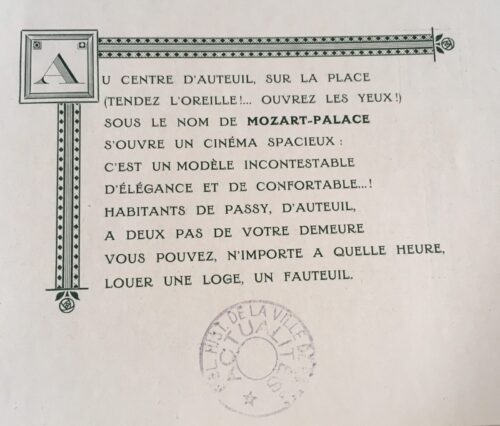 AU CENTRE D'AUTEUIL, SUR LA PLACE
(TENDEZ L'OREILLE!... OUVREZ LES YEUX!)
SOUS LE NOM DE MOZART-PALACE
S'OUVRE UN CINÉMA SPACIEUX :
C'EST UN MODÈLE INCONTESTABLE
D'ÉLÉGANCE ET DE CONFORTABLE...!
HABITANTS DE PASSY, D'AUTEUIL,
A DEUX PAS DE VOTRE DEMEURE
VOUS POUVEZ, N'IMPORTE A QUELLE HEURE,
LOUER UNE LOGE, UN FAUTEUIL.
HIST. DE LA VILLE DE
ACTUALITÉS